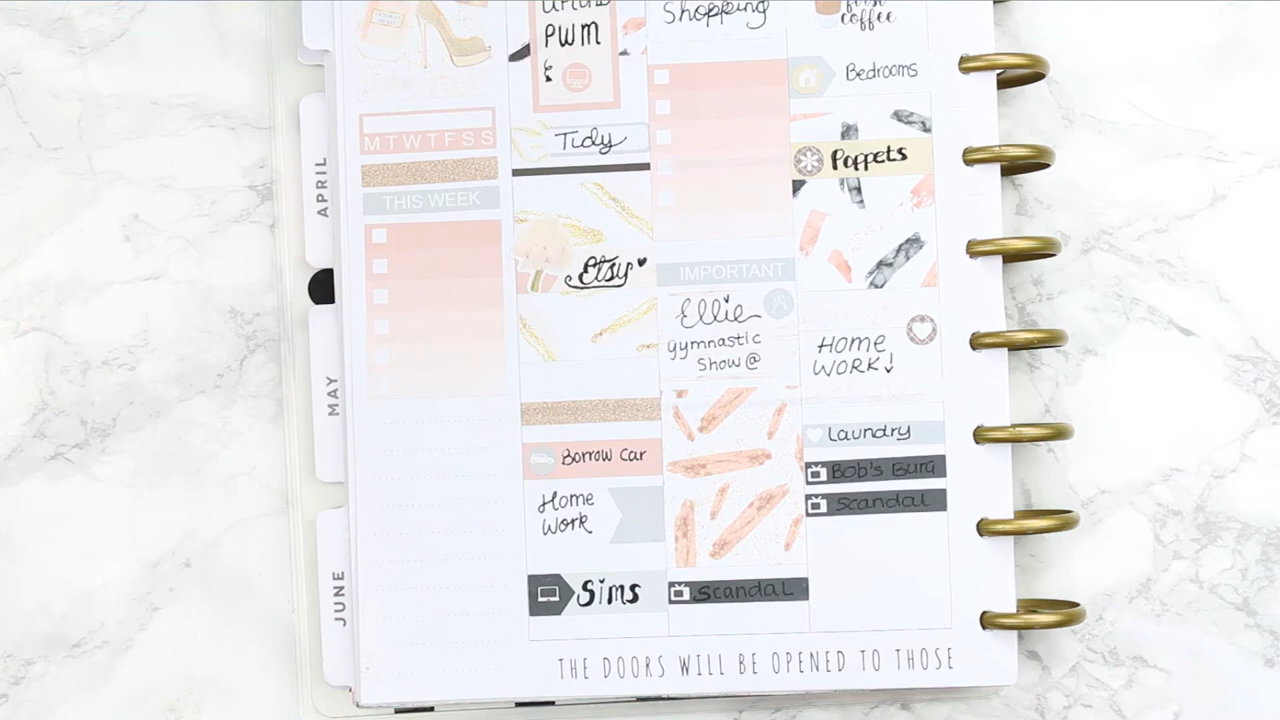 PWM
&
Shopping
coffee
Bedrooms
APRIL
MAY
JUNE
M T W T F S S
THIS WEEK
Tidy
Etsy
Borrow Car
Home
Work
Sims
IMPORTANT
Ellie
gymnastic
Show @
Scandal
Poppets
HOME
WORK!
Laundry
Bob's Burg
Scandal
THE DOORS WILL BE OPENED TO THOSE